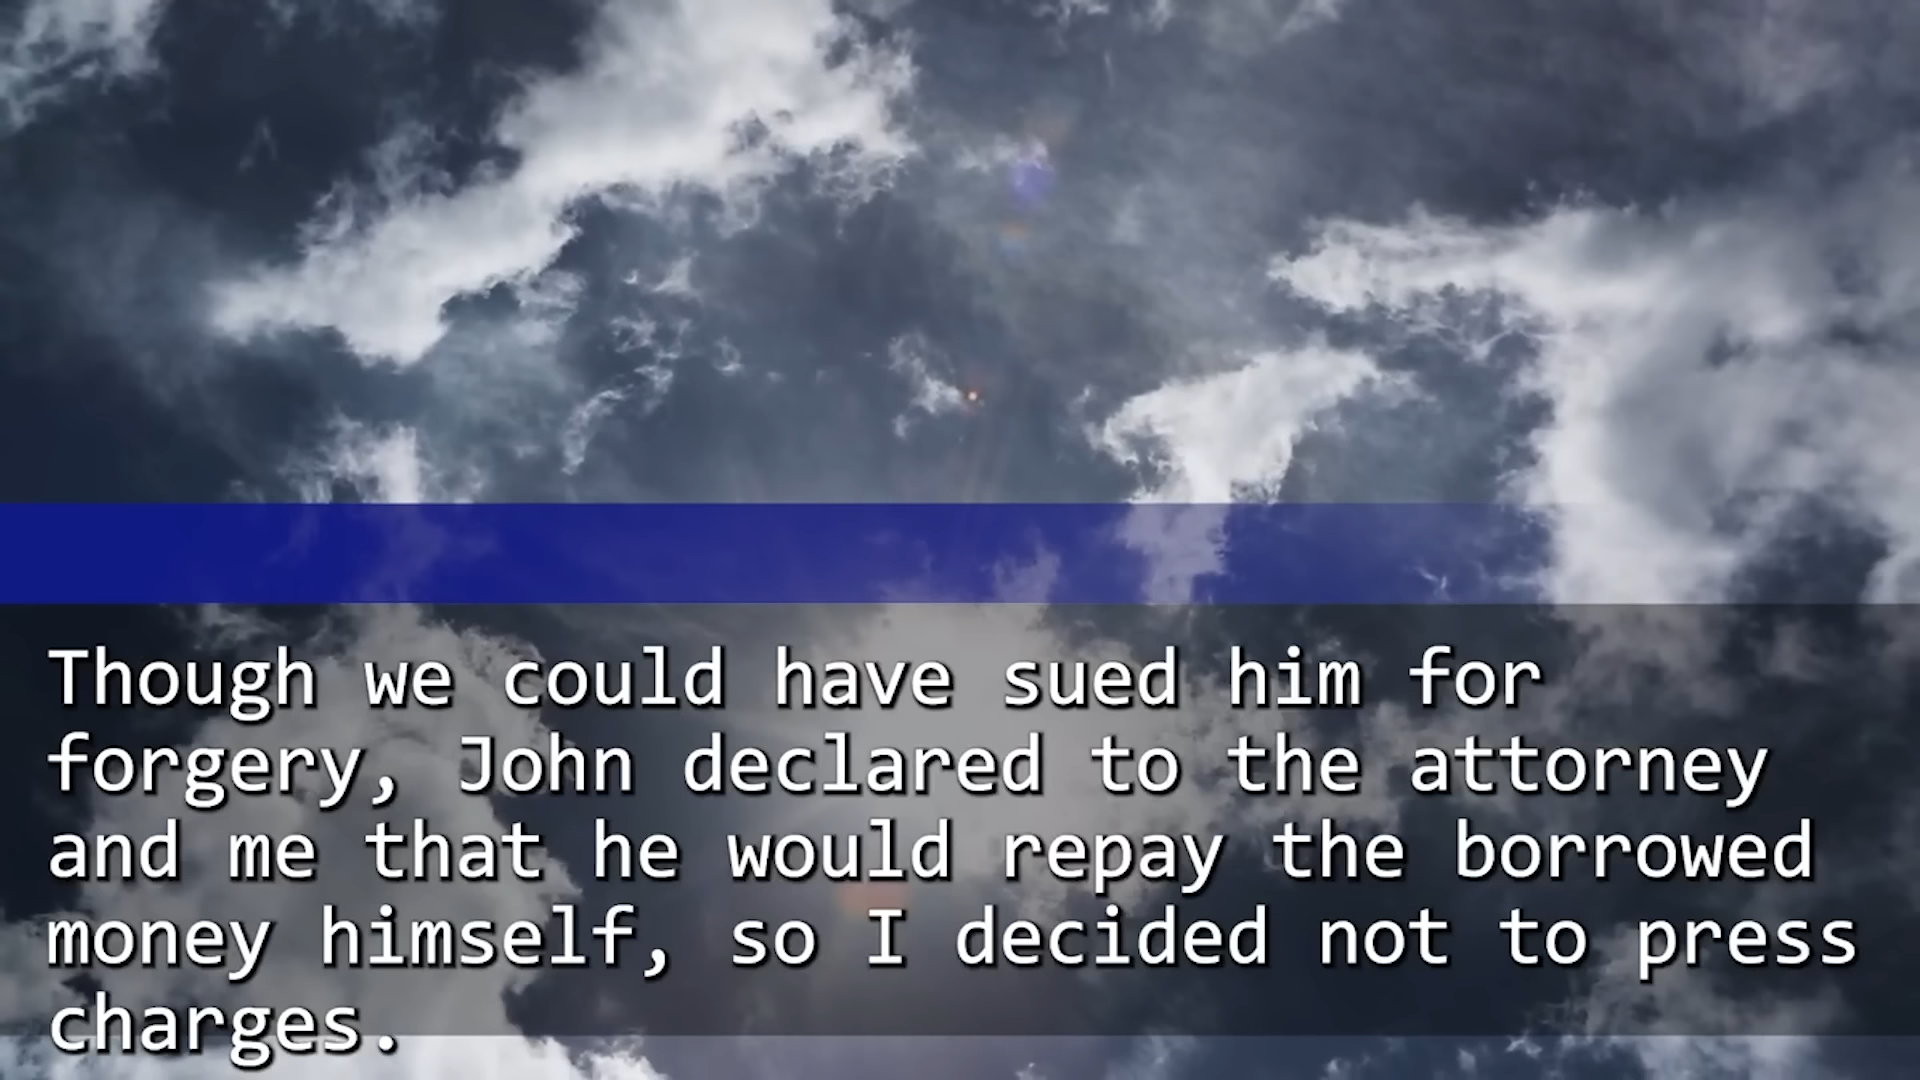 Though we could have sued him for
forgery, John declared to the attorney
and me that he would repay the borrowed
money himself, so I decided not to press
charges.